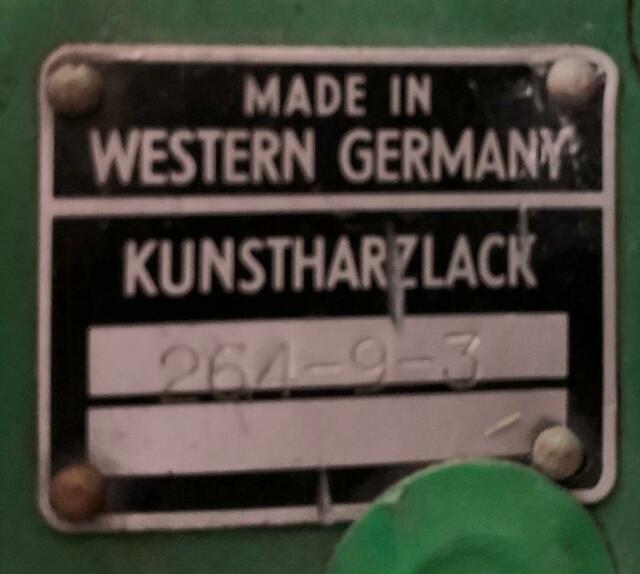 MADE IN
WESTERN GERMANY
KUNSTHARZLACK
264-9-3